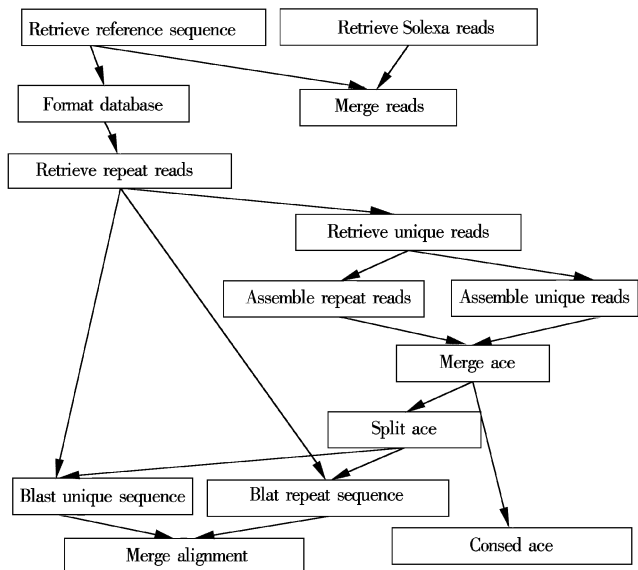 Retrieve reference sequence
Retrieve Solexa reads
Format database
Merge reads
Retrieve repeat reads
Retrieve unique reads
Assemble repeat reads
Assemble unique reads
Merge ace
Split ace
Blast unique sequence
Blat repeat sequence
Merge alignment
Consed ace